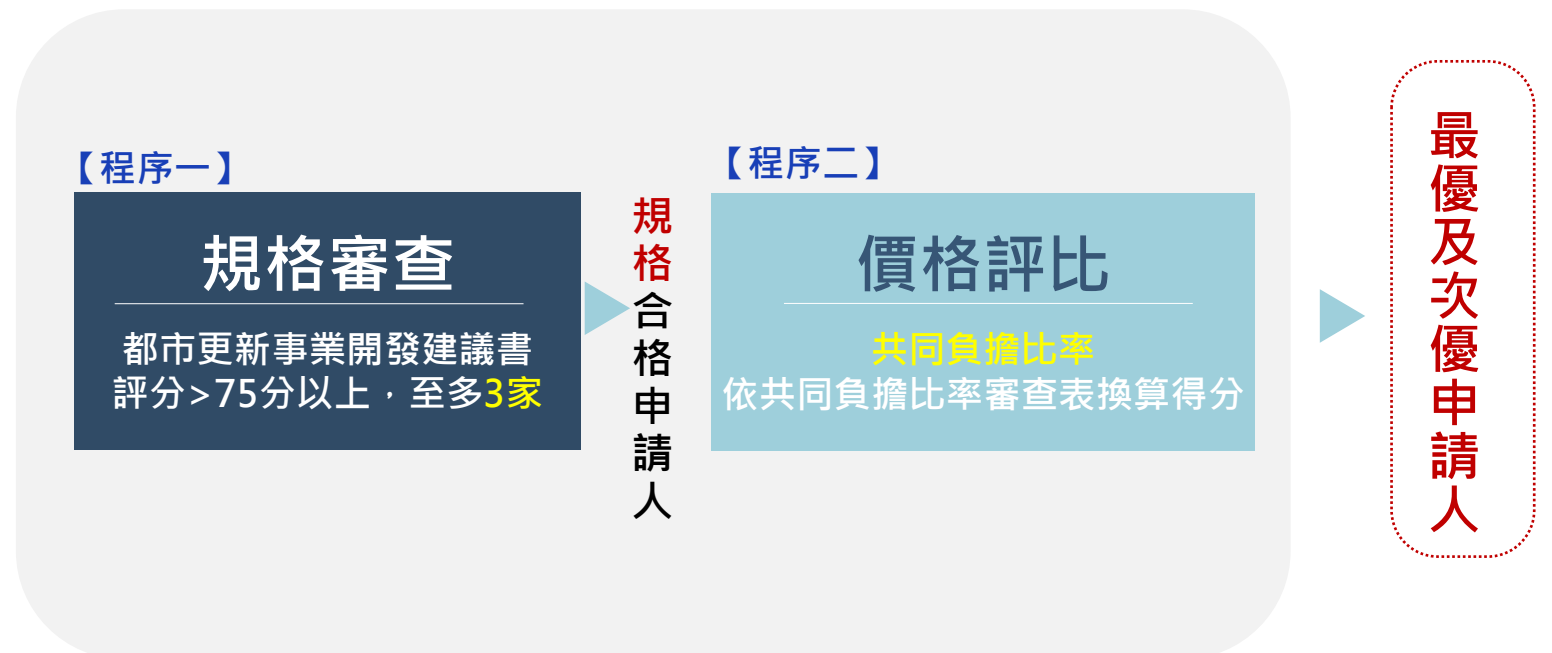 【程序一】
規格審查
都市更新事業開發建議書
評分>75分以上，至多3家
規格合格申請人
【程序二】
價格評比
共同負擔比率
依共同負擔比率審查表換算得分
最優及次優申請人